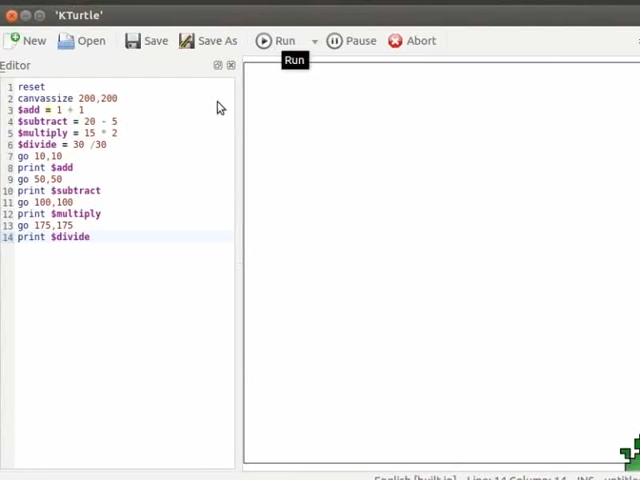 'KTurtle'
New Open Save Save As Run Pause Abort
Run
Editor
1 reset
2 canvassize 200,200
3 $add = 1 + 1
4 $subtract = 20 - 5
5 $multiply = 15 * 2
6 $divide = 30 /30
7 go 10,10
8 print $add
9 go 50,50
10 print $subtract
11 go 100,100
12 print $multiply
13 go 175,175
14 print $divide